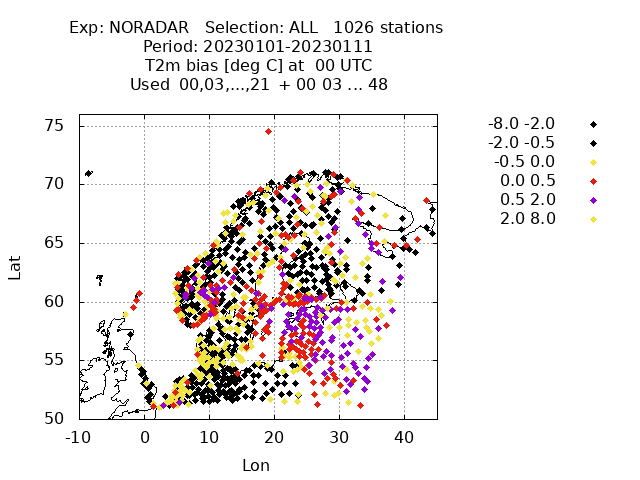 Exp: NORADAR Selection: ALL 1026 stations
Period: 20230101-20230111
T2m bias [deg C] at 00 UTC
Used 00,03,...,21 + 00 03 ... 48
-8.0 -2.0
-2.0 -0.5
-0.5 0.0
0.0 0.5
0.5 2.0
2.0 8.0
75
70
65
60
55
50
Lat
-10 0 10 20 30 40
Lon